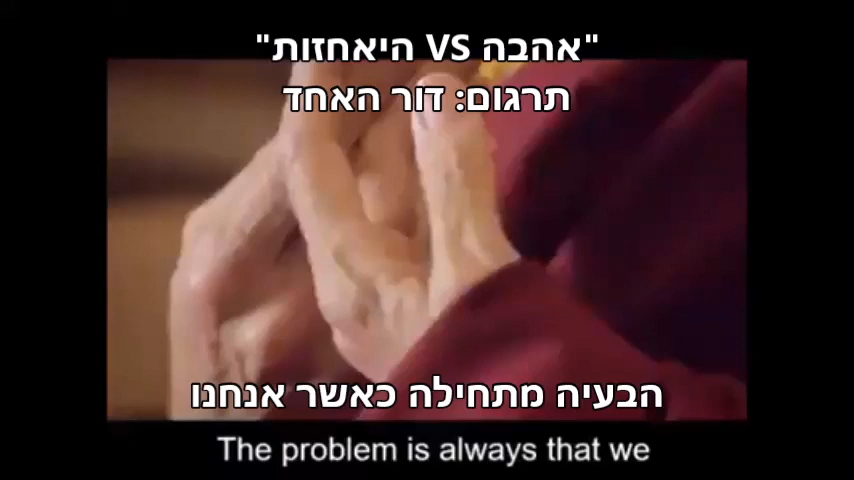 "אהבה VS היאחזות"
תרגום: דור האחד
הבעיה מתחילה כאשר אנחנו
The problem is always that we